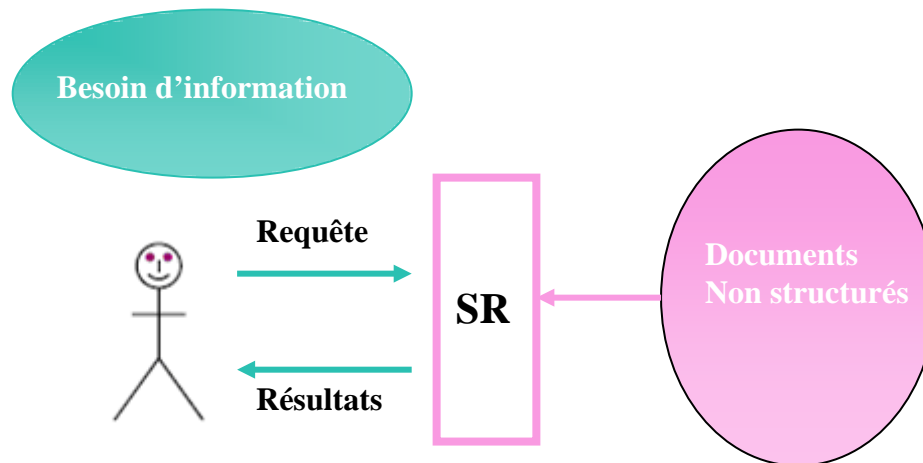 Besoin d’information
Requête
SR
Documents
Non structurés
Résultats